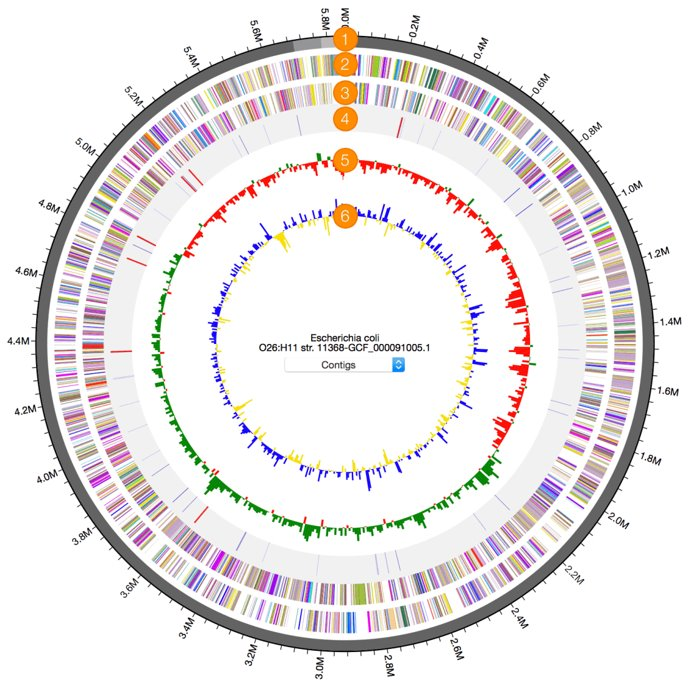 5.8M
0.0M
0.2M
0.4M
0.6M
0.8M
1.0M
1.2M
1.4M
1.6M
1.8M
2.0M
2.2M
2.4M
2.6M
2.8M
3.0M
3.2M
3.4M
3.6M
3.8M
4.0M
4.2M
4.4M
4.6M
4.8M
5.0M
5.2M
5.4M
5.6M
1
2
3
4
5
6
Escherichia coli
O26:H11 str. 11368-GCF_000091005.1
Contigs